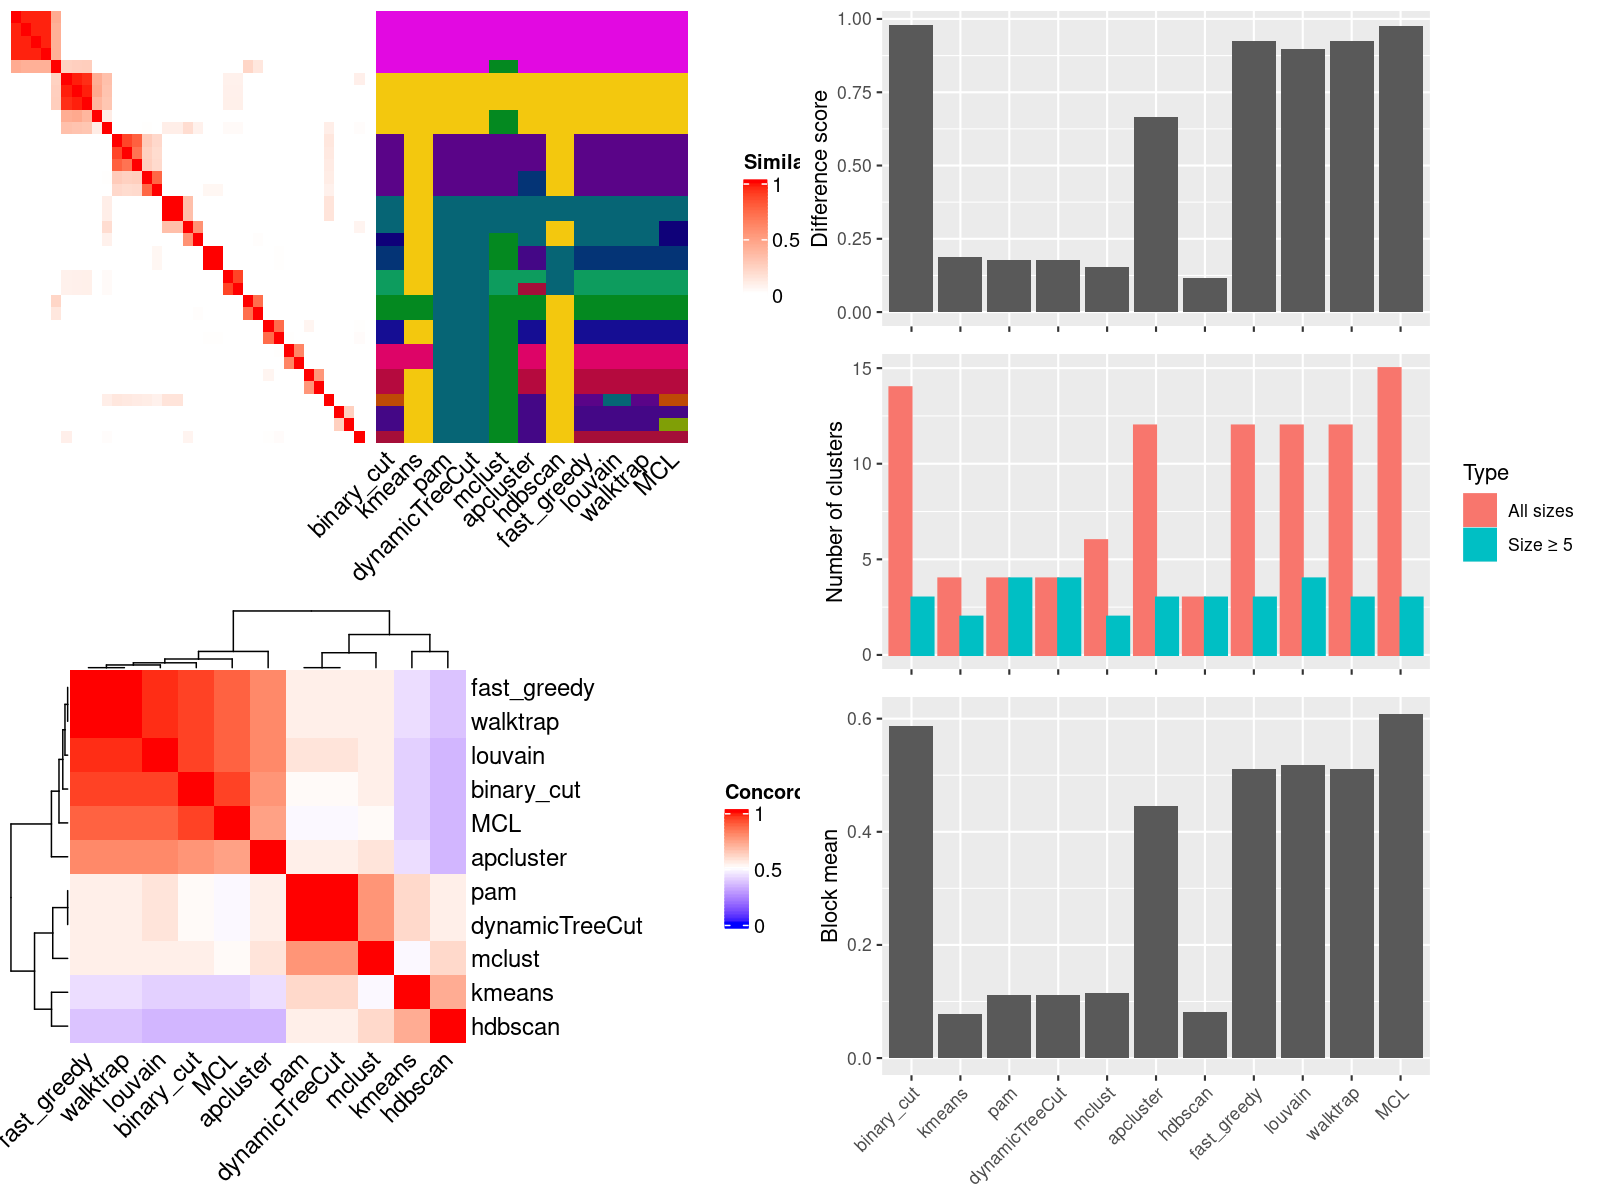 Simila
1
0.5
0
binary_cut
kmeans
pam
dynamicTreeCut
mclust
apcluster
hdbscan
fast_greedy
louvain
walktrap
MCL
Difference score
1.00
0.75
0.50
0.25
0.00
Number of clusters
15
10
5
0
Type
All sizes
Size ≥ 5
fast_greedy
walktrap
louvain
binary_cut
MCL
apcluster
pam
dynamicTreeCut
mclust
kmeans
hdbscan
fast_greedy
walktrap
louvain
binary_cut
MCL
apcluster
pam
dynamicTreeCut
mclust
kmeans
hdbscan
Concord
1
0.5
0
Block mean
0.6
0.4
0.2
0.0
binary_cut
kmeans
pam
dynamicTreeCut
mclust
apcluster
hdbscan
fast_greedy
louvain
walktrap
MCL